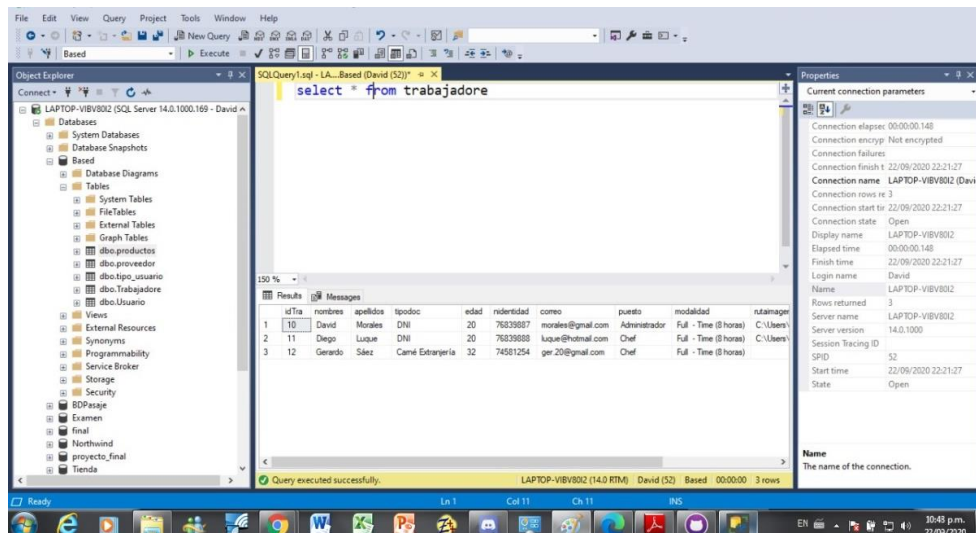 File Edit View Query Project Tools Window Help
New Query
Based Execute
Object Explorer
Connect
LAPTOP-VIBV80I2 (SQL Server 14.0.1000.169 - David
Databases
System Databases
Database Snapshots
Based
Database Diagrams
Tables
System Tables
FileTables
External Tables
Graph Tables
dbo.productos
dbo.proveedor
dbo.tipo_usuario
dbo.Trabajadore
dbo.Usuario
Views
External Resources
Synonyms
Programmability
Service Broker
Storage
Security
BDPasaje
Examen
final
Northwind
proyecto_final
Tienda
SQLQuery1.sql - LA....Based (David (52))*
select * from trabajadore
150 %
Results Messages
idTra nombres apellidos tipodoc edad nidentidad correo puesto modalidad rutaimager
1 10 David Morales DNI 20 76839887 morales@gmail.com Administrador Full - Time (8 horas) C:\Users\
2 11 Diego Luque DNI 20 76839888 luque@hotmail.com Chef Full - Time (8 horas) C:\Users\
3 12 Gerardo Sáez Carné Extranjería 32 74581254 ger.20@gmail.com Chef Full - Time (8 horas)
Query executed successfully. LAPTOP-VIBV80I2 (14.0 RTM) David (52) Based 00:00:00 3 rows
Properties
Current connection parameters
Connection elapsec 00:00:00.148
Connection encryp Not encrypted
Connection failures
Connection finish t 22/09/2020 22:21:27
Connection name LAPTOP-VIBV80I2 (Davi
Connection rows re 3
Connection start tir 22/09/2020 22:21:27
Connection state Open
Display name LAPTOP-VIBV80I2
Elapsed time 00:00:00.148
Finish time 22/09/2020 22:21:27
Login name David
Name LAPTOP-VIBV80I2
Rows returned 3
Server name LAPTOP-VIBV80I2
Server version 14.0.1000
Session Tracing ID
SPID 52
Start time 22/09/2020 22:21:27
State Open
Name
The name of the connection.
Ready Ln 1 Col 11 Ch 11 INS
EN 10:43 p.m.
22/09/2020